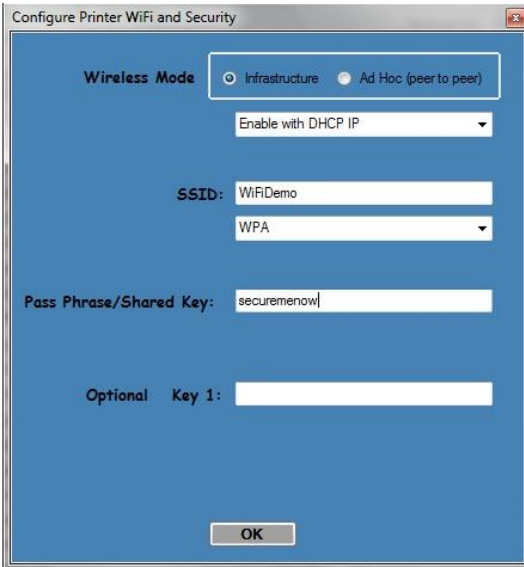 Configure Printer WiFi and Security
Wireless Mode Infrastructure Ad Hoc (peer to peer)
Enable with DHCP IP
SSID: WiFiDemo
WPA
Pass Phrase/Shared Key: securemenow
Optional Key 1:
OK